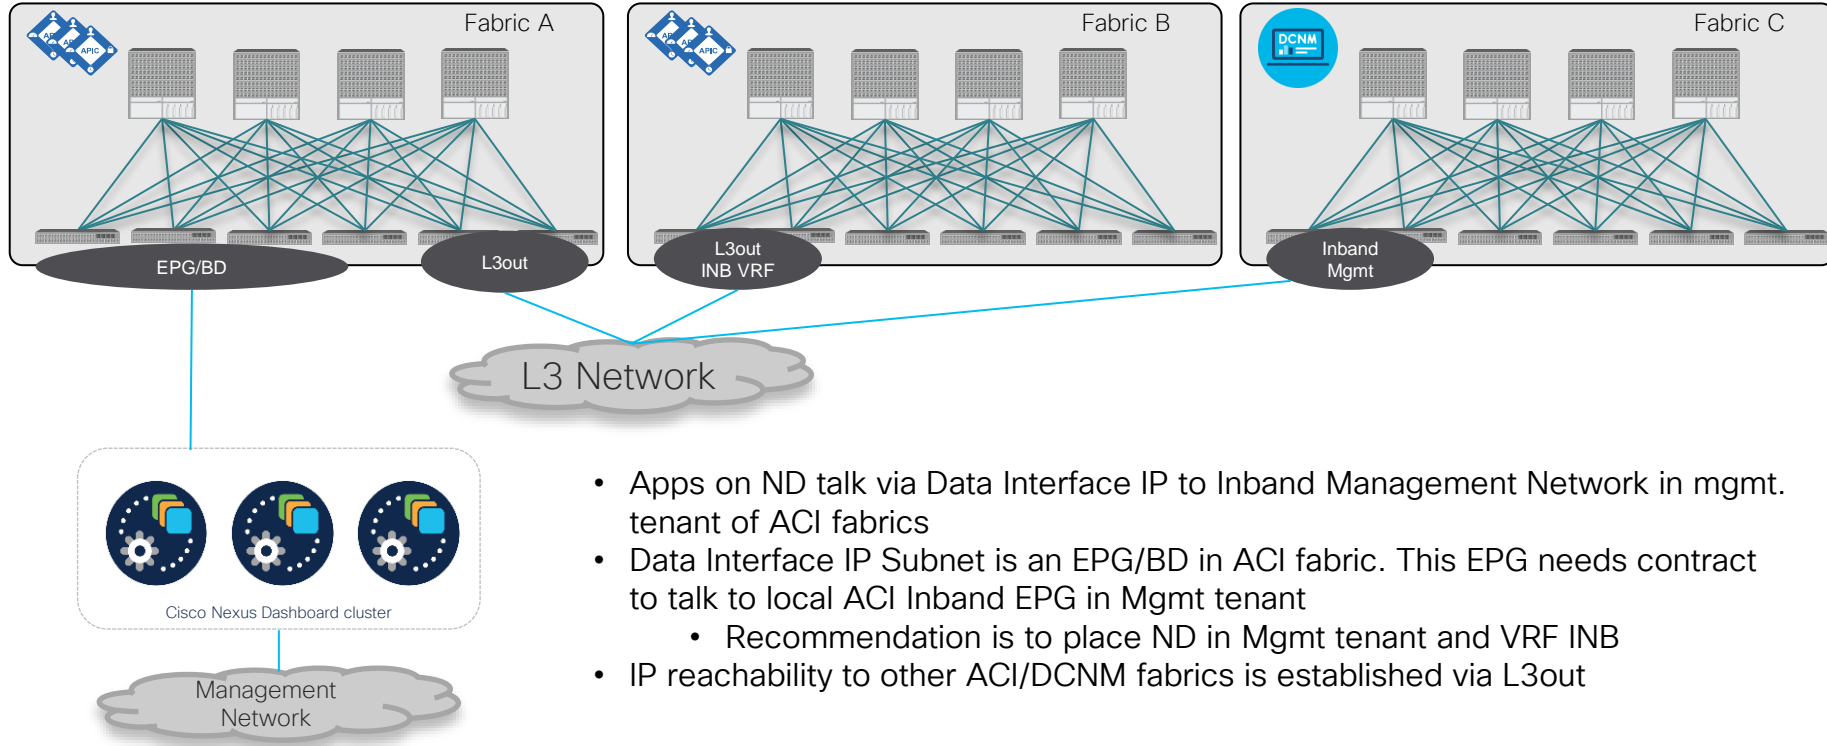 Fabric A
Fabric B
Fabric C
APIC
APIC
DCNM
EPG/BD
L3out
L3out
INB VRF
Inband
Mgmt
L3 Network
Cisco Nexus Dashboard cluster
Management
Network
• Apps on ND talk via Data Interface IP to Inband Management Network in mgmt.
tenant of ACI fabrics
• Data Interface IP Subnet is an EPG/BD in ACI fabric. This EPG needs contract
to talk to local ACI Inband EPG in Mgmt tenant
• Recommendation is to place ND in Mgmt tenant and VRF INB
• IP reachability to other ACI/DCNM fabrics is established via L3out